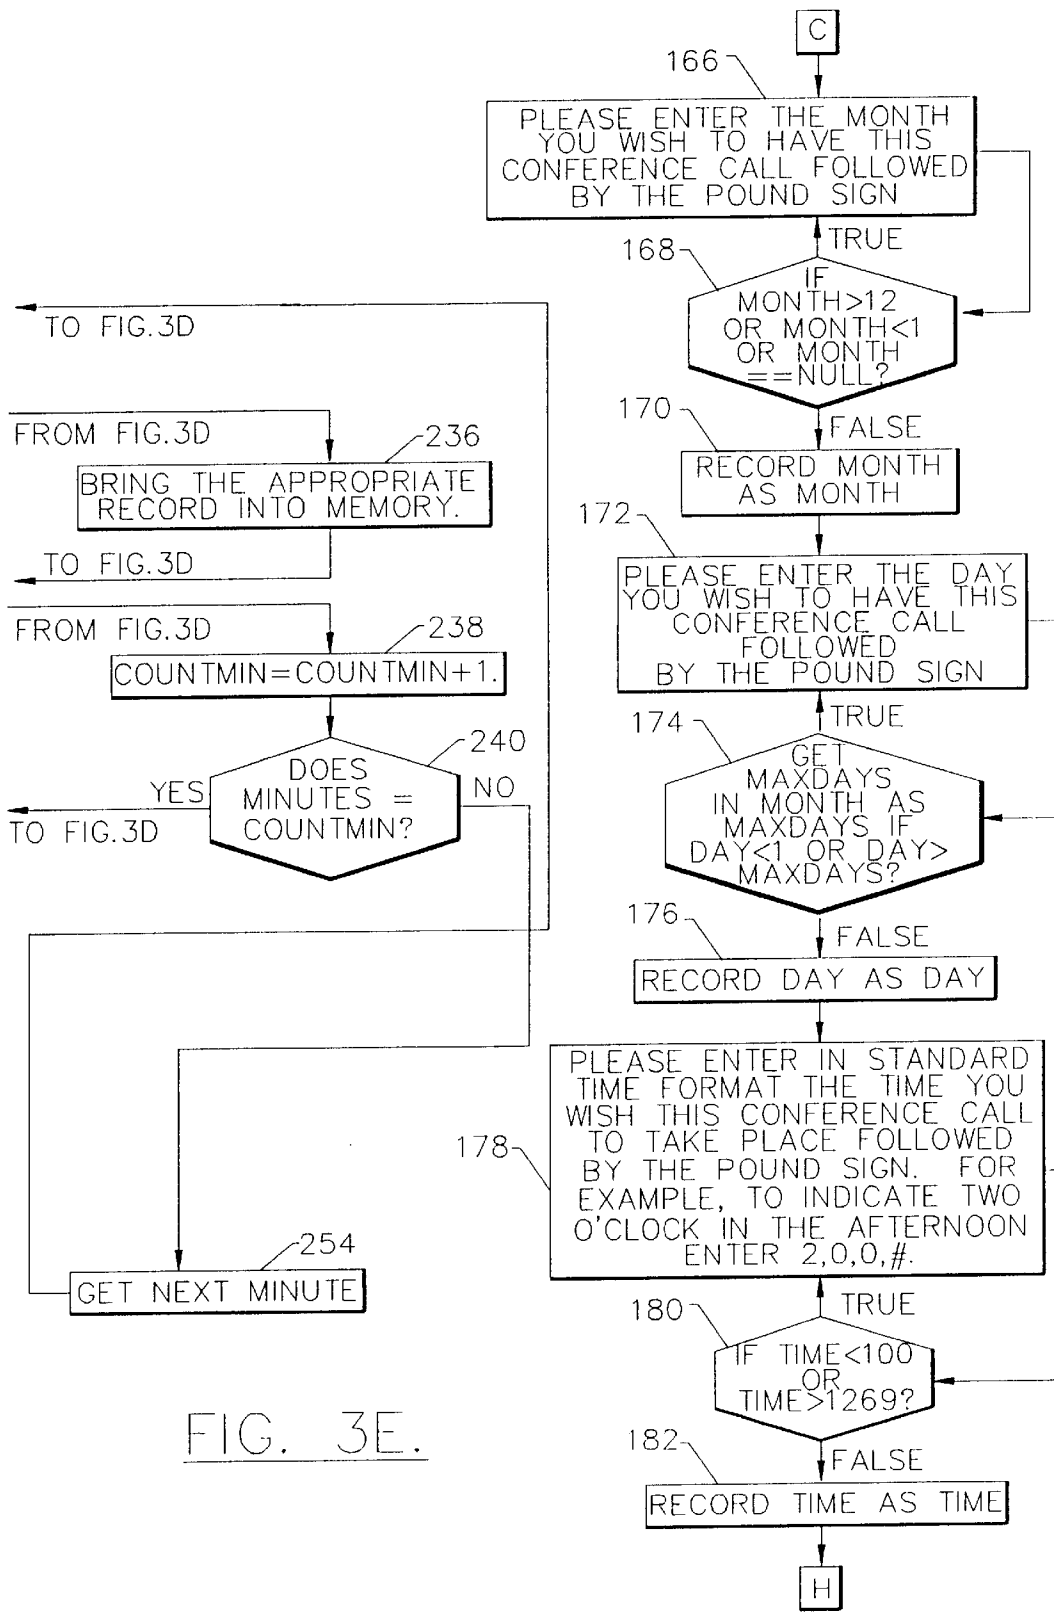 C
166
PLEASE ENTER THE MONTH
YOU WISH TO HAVE THIS
CONFERENCE CALL FOLLOWED
BY THE POUND SIGN
TRUE
168
IF
MONTH>12
OR MONTH<1
OR MONTH
==NULL?
FALSE
170
RECORD MONTH
AS MONTH
172
PLEASE ENTER THE DAY
YOU WISH TO HAVE THIS
CONFERENCE CALL
FOLLOWED
BY THE POUND SIGN
TRUE
174
GET
MAXDAYS
IN MONTH AS
MAXDAYS IF
DAY<1 OR DAY>
MAXDAYS?
FALSE
176
RECORD DAY AS DAY
178
PLEASE ENTER IN STANDARD
TIME FORMAT THE TIME YOU
WISH THIS CONFERENCE CALL
TO TAKE PLACE FOLLOWED
BY THE POUND SIGN. FOR
EXAMPLE, TO INDICATE TWO
O'CLOCK IN THE AFTERNOON
ENTER 2,0,0,#.
TRUE
180
IF TIME<100
OR
TIME>1269?
FALSE
182
RECORD TIME AS TIME
H
TO FIG.3D
FROM FIG.3D
236
BRING THE APPROPRIATE
RECORD INTO MEMORY.
TO FIG.3D
FROM FIG.3D
238
COUNTMIN=COUNTMIN+1.
240
DOES
MINUTES =
COUNTMIN?
YES
NO
TO FIG.3D
254
GET NEXT MINUTE
FIG. 3E.